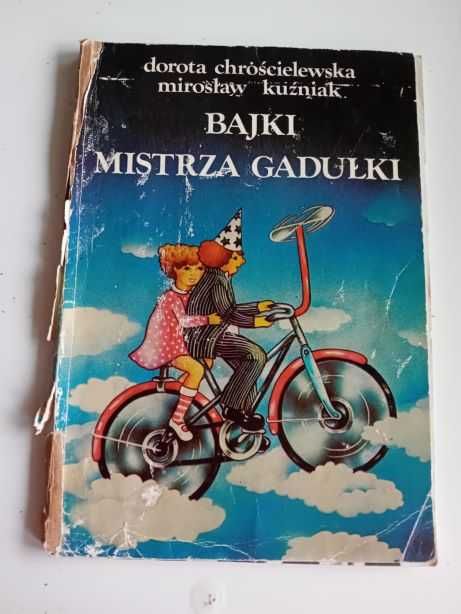 dorota chrościelewska
mirosław kuźniak
BAJKI
MISTRZA GADUŁKI